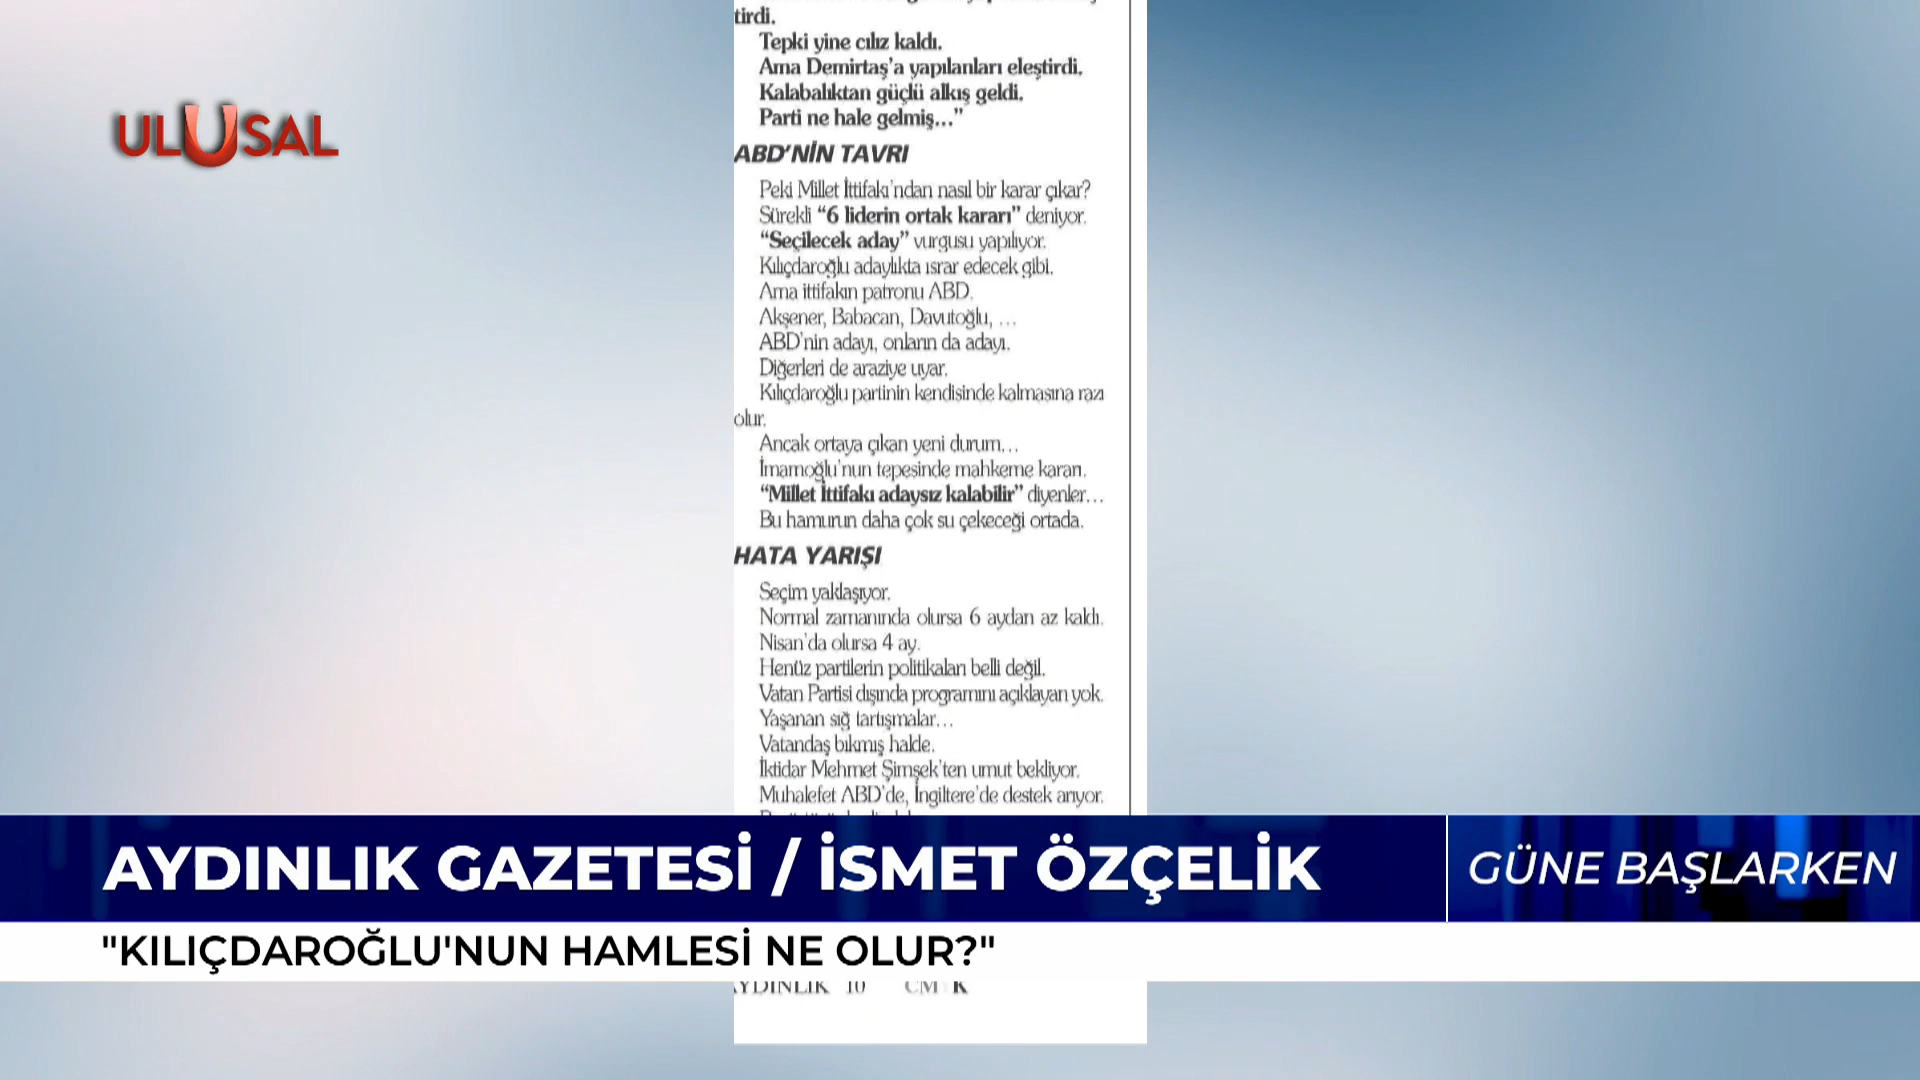 tirdi.
Tepki yine cılız kaldı.
Ama Demirtaş’a yapılanları eleştirdi.
Kalabalıktan güçlü alkış geldi.
Parti ne hale gelmiş…”
ULUSAL
ABD’NİN TAVRI
Peki Millet İttifakı’ndan nasıl bir karar çıkar?
Sürekli “6 liderin ortak kararı” deniyor.
“Seçilecek aday” vurgusu yapılıyor.
Kılıçdaroğlu adaylıkta ısrar edecek gibi.
Ama ittifakın patronu ABD.
Akşener, Babacan, Davutoğlu, …
ABD’nin adayı, onların da adayı.
Diğerleri de araziye uyar.
Kılıçdaroğlu partinin kendisinde kalmasına razı
olur.
Ancak ortaya çıkan yeni durum…
İmamoğlu’nun tepesinde mahkeme kararı.
“Millet İttifakı adaysız kalabilir” diyenler…
Bu hamurun daha çok su çekeceği ortada.
HATA YARIŞI
Seçim yaklaşıyor.
Normal zamanında olursa 6 aydan az kaldı.
Nisan’da olursa 4 ay.
Henüz partilerin politikaları belli değil.
Vatan Partisi dışında programını açıklayan yok.
Yaşanan sığ tartışmalar…
Vatandaş bıkmış halde.
İktidar Mehmet Şimşek’ten umut bekliyor.
Muhalefet ABD’de, İngiltere’de destek arıyor.
AYDINLIK GAZETESİ / İSMET ÖZÇELİK
GÜNE BAŞLARKEN
"KILIÇDAROĞLU'NUN HAMLESİ NE OLUR?"
AYDINLIK 10 CM K